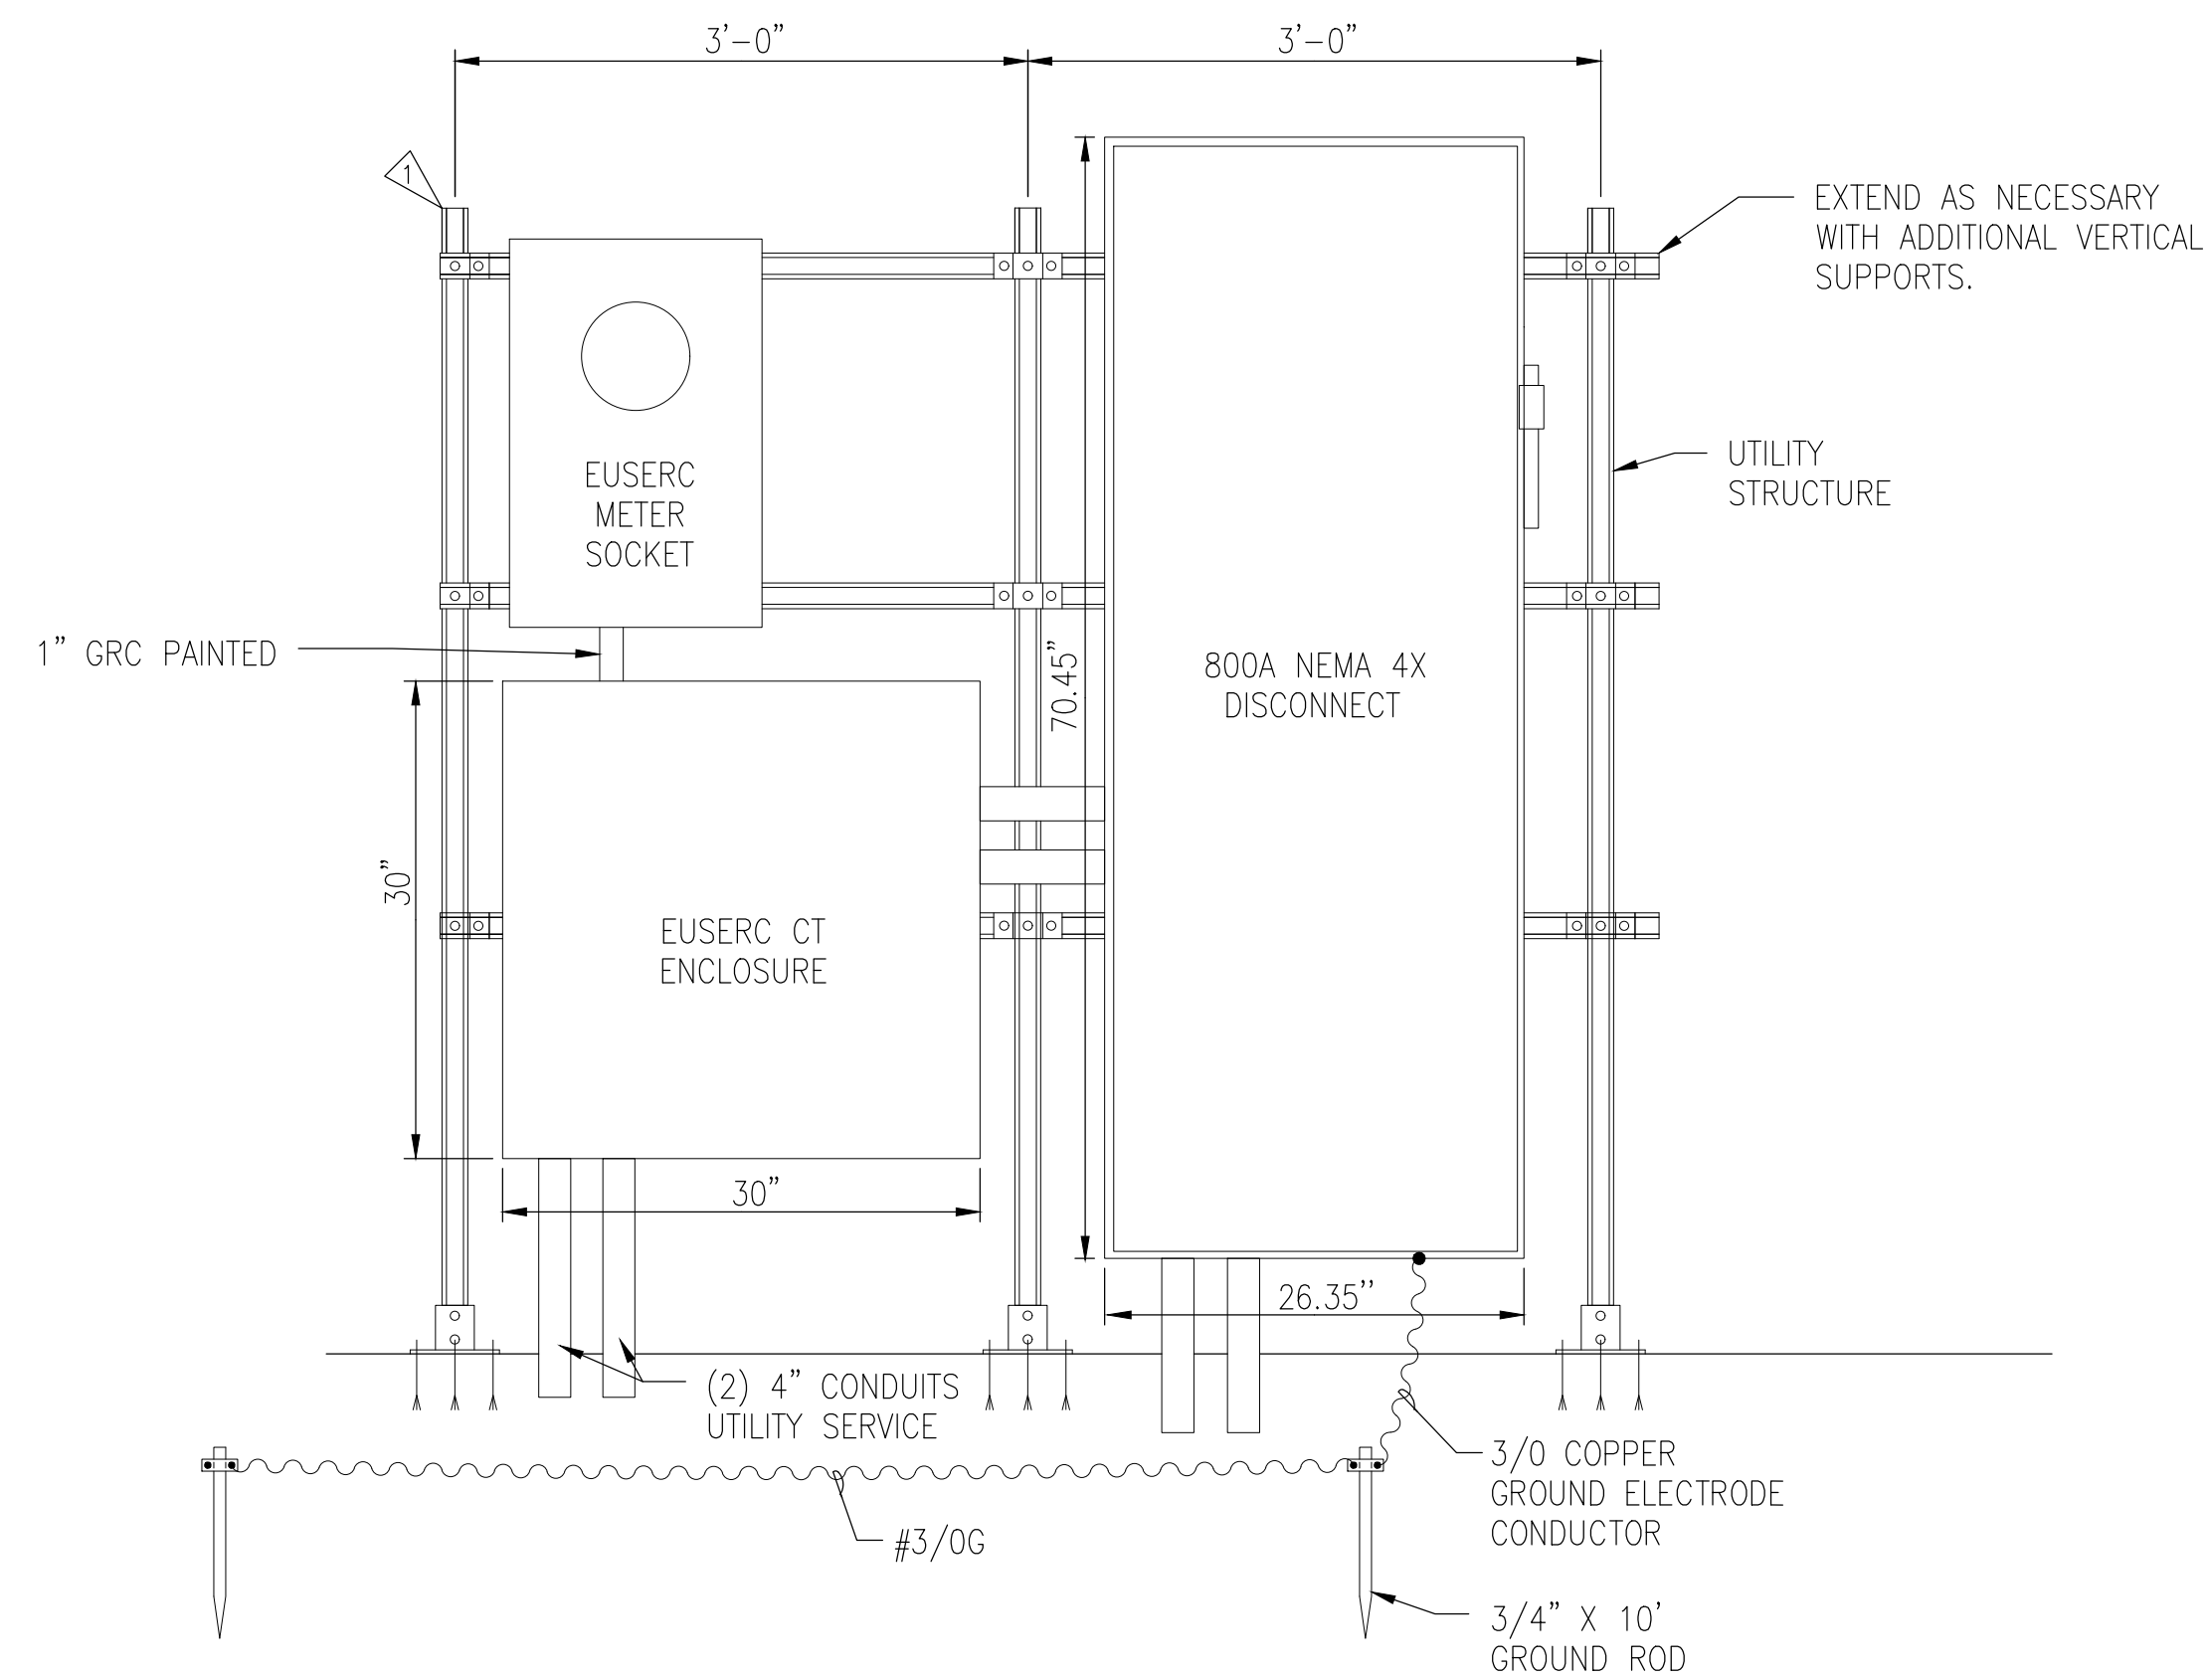 3'-0"
3'-0"
1
EXTEND AS NECESSARY
WITH ADDITIONAL VERTICAL
SUPPORTS.
UTILITY
STRUCTURE
EUSERC
METER
SOCKET
1" GRC PAINTED
70.45"
800A NEMA 4X
DISCONNECT
30"
EUSERC CT
ENCLOSURE
30"
26.35''
(2) 4" CONDUITS
UTILITY SERVICE
3/0 COPPER
GROUND ELECTRODE
CONDUCTOR
#3/0G
3/4" X 10'
GROUND ROD